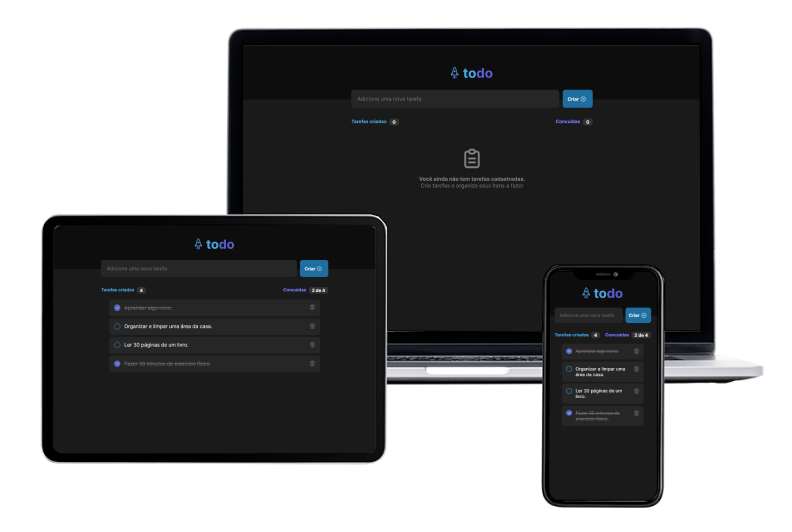 todo
Adicione uma nova tarefa
Criar
Tarefas criadas 0
Concluídas 0
Você ainda não tem tarefas cadastradas.
Crie tarefas e organize seus itens a fazer
todo
Adicione uma nova tarefa
Criar
Tarefas criadas 4
Concluídas 2 de 4
Aprender algo novo.
Organizar e limpar uma área da casa.
Ler 30 páginas de um livro.
Fazer 30 minutos de exercício físico.
todo
Adicione uma nova tarefa
Criar
Tarefas criadas 4
Concluídas 2 de 4
Aprender algo novo.
Organizar e limpar uma
área da casa.
Ler 30 páginas de um
livro.
Fazer 30 minutos de
exercício físico.